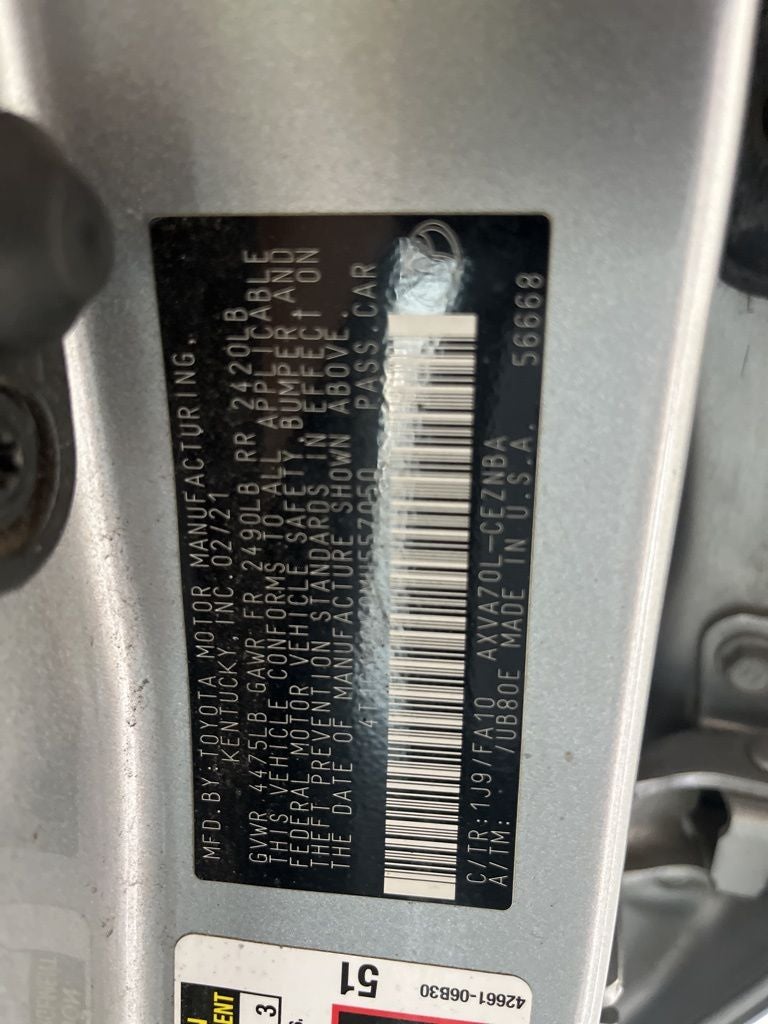 MFD. BY: TOYOTA MOTOR MANUFACTURING,
KENTUCKY, INC. 02/21
GVWR 4475LB GAWR FR 2490LB RR 2420LB
THIS VEHICLE CONFORMS TO ALL APPLICABLE
FEDERAL MOTOR VEHICLE SAFETY, BUMPER AND
THEFT PREVENTION STANDARDS IN EFFECT ON
THE DATE OF MANUFACTURE SHOWN ABOVE.
PASS. CAR
C/TR: 1J9/FA10 AXVA70L-CEZNBA
A/TM: /UB80E MADE IN U.S.A. 56668
51
42661-06B30
3